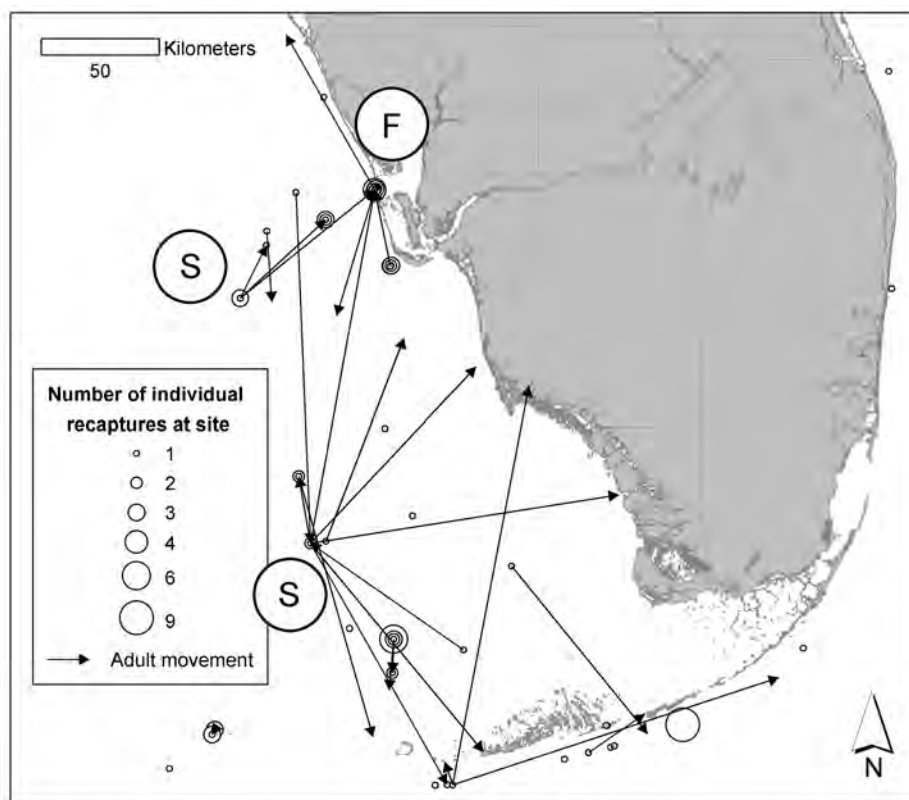 Kilometers
50
F
S
Number of individual
recaptures at site
1
2
3
4
6
9
Adult movement
S
N